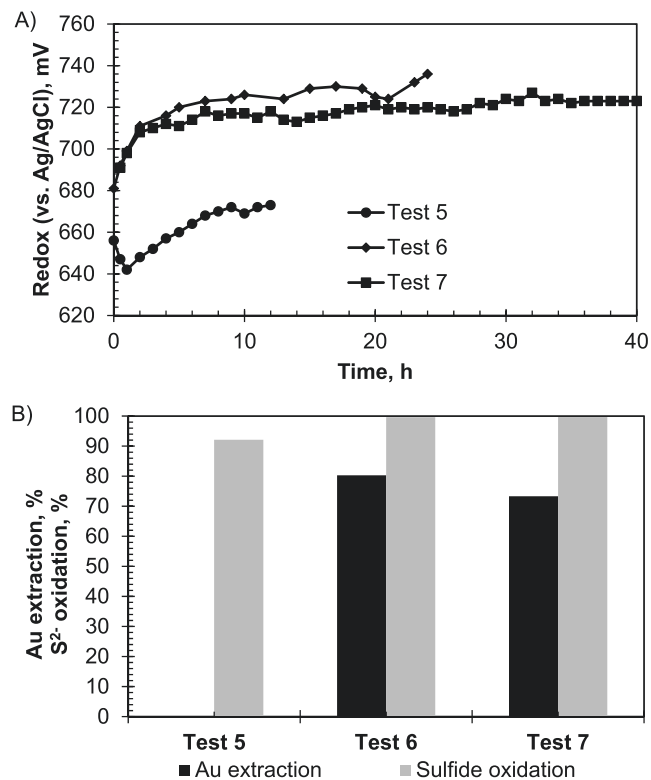 A)
Redox (vs. Ag/AgCl), mV
760
740
720
700
680
660
640
620
Test 5
Test 6
Test 7
0 10 20 30 40
Time, h
B)
Au extraction, %
S²⁻ oxidation, %
100
90
80
70
60
50
40
30
20
10
0
Test 5 Test 6 Test 7
Au extraction Sulfide oxidation